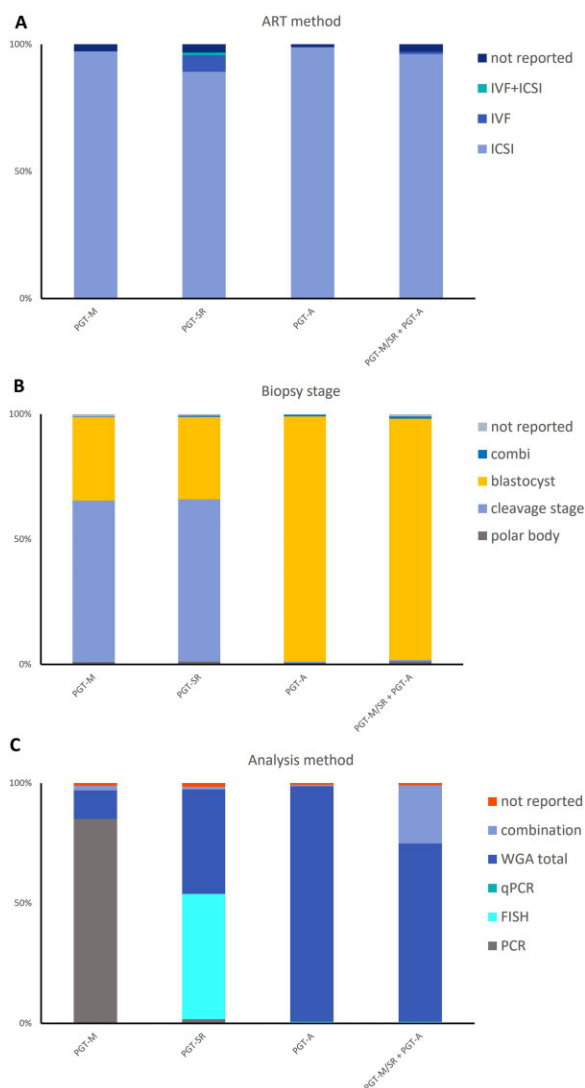 A
ART method
100%
50%
0%
not reported
IVF+ICSI
IVF
ICSI
PGT-M
PGT-SR
PGT-A
PGT-M/SR + PGT-A
B
Biopsy stage
100%
50%
0%
not reported
combi
blastocyst
cleavage stage
polar body
PGT-M
PGT-SR
PGT-A
PGT-M/SR + PGT-A
C
Analysis method
100%
50%
0%
not reported
combination
WGA total
qPCR
FISH
PCR
PGT-M
PGT-SR
PGT-A
PGT-M/SR + PGT-A